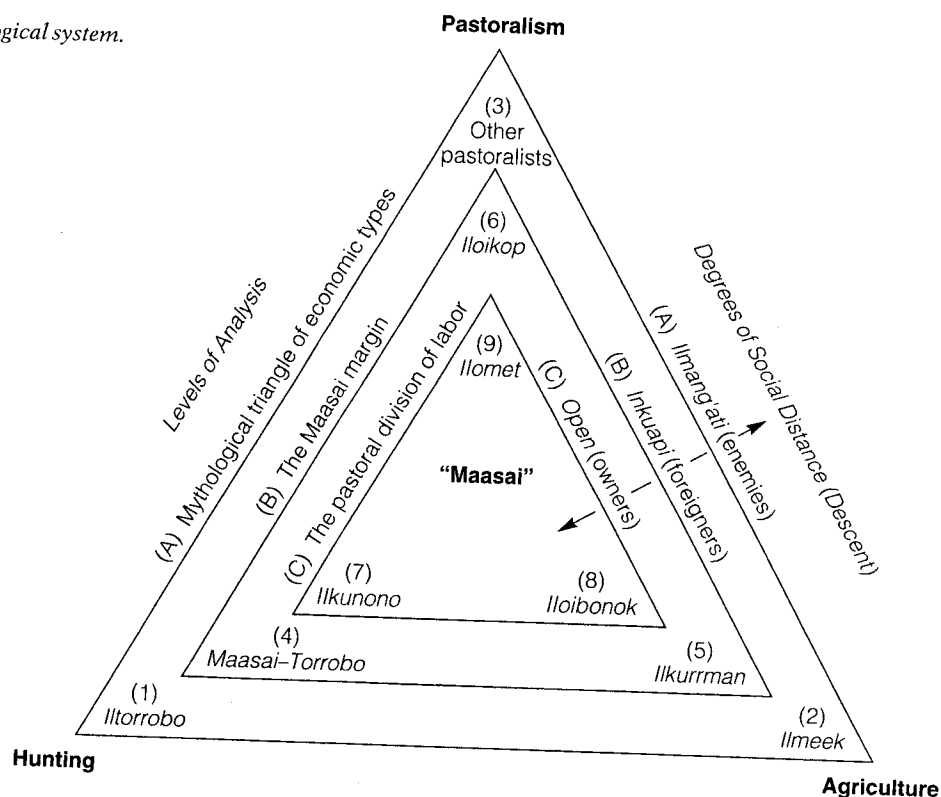 ogical system.
Pastoralism
(3)
Other
pastoralists
(6)
Iloikop
(9)
Ilomet
"Maasai"
(7)
Ilkunono
(8)
Iloibonok
(4)
Maasai–Torrobo
(5)
Ilkurrman
(1)
Iltorrobo
(2)
Ilmeek
Hunting
Agriculture
Levels of Analysis
(A) Mythological triangle of economic types
(B) The Maasai margin
(C) The pastoral division of labor
(C) Open (owners)
(B) Inkuapi (foreigners)
(A) Ilmang'ati (enemies)
Degrees of Social Distance (Descent)